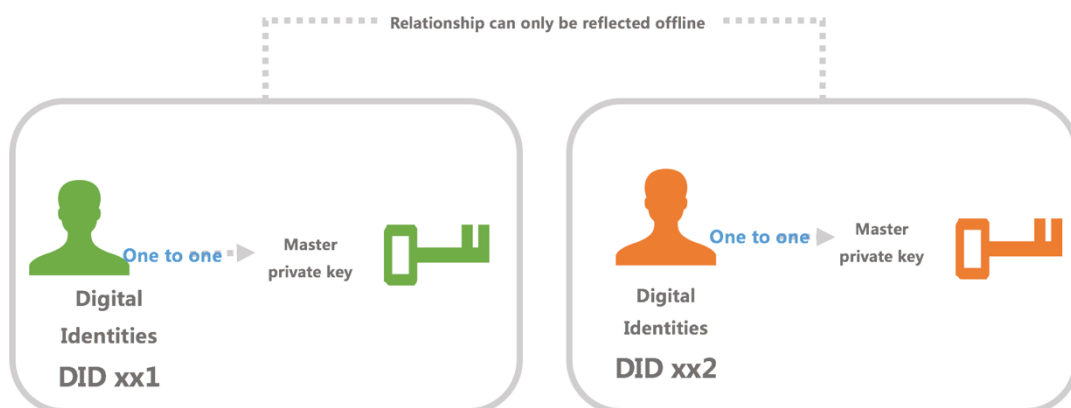 Relationship can only be reflected offline
One to one
Master
private key
Digital
Identities
DID xx1
One to one
Master
private key
Digital
Identities
DID xx2